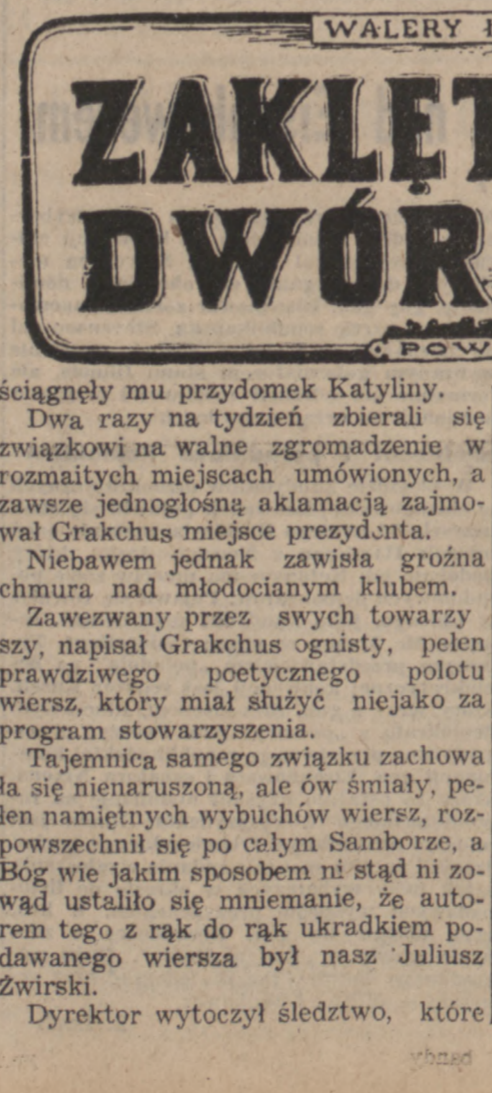 WALERY
ZAKLĘT
DWÓR
POW
ściągnęły mu przydomek Katyliny.
Dwa razy na tydzień zbierali się
związkowi na walne zgromadzenie w
rozmaitych miejscach umówionych, a
zawsze jednogłośną aklamacją zajmo-
wał Grakchus miejsce prezydenta.
Niebawem jednak zawisła groźna
chmura nad młodocianym klubem.
Zawezwany przez swych towarzy
szy, napisał Grakchus ognisty, pełen
prawdziwego poetycznego polotu
wiersz, który miał służyć niejako za
program stowarzyszenia.
Tajemnica samego związku zachowa
ła się nienaruszoną, ale ów śmiały, pe-
łen namiętnych wybuchów wiersz, roz-
powszechnił się po całym Samborze, a
Bóg wie jakim sposobem ni stąd ni zo-
wąd ustaliło się mniemanie, że auto-
rem tego z rąk do rąk ukradkiem po-
dawanego wiersza był nasz Juliusz
Żwirski.
Dyrektor wytoczył śledztwo, które